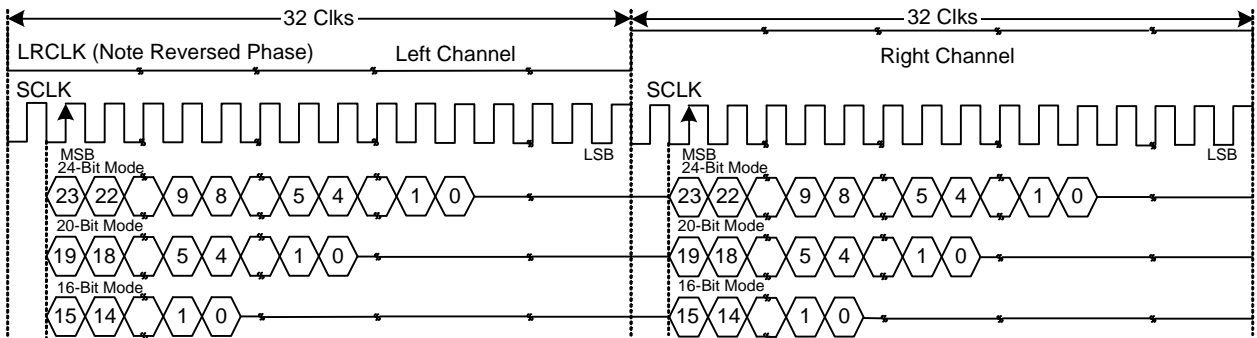 32 Clks 32 Clks
LRCLK (Note Reversed Phase) Left Channel Right Channel
SCLK SCLK
MSB LSB MSB LSB
24-Bit Mode 24-Bit Mode
23 22 9 8 5 4 1 0 23 22 9 8 5 4 1 0
20-Bit Mode 20-Bit Mode
19 18 5 4 1 0 19 18 5 4 1 0
16-Bit Mode 16-Bit Mode
15 14 1 0 15 14 1 0